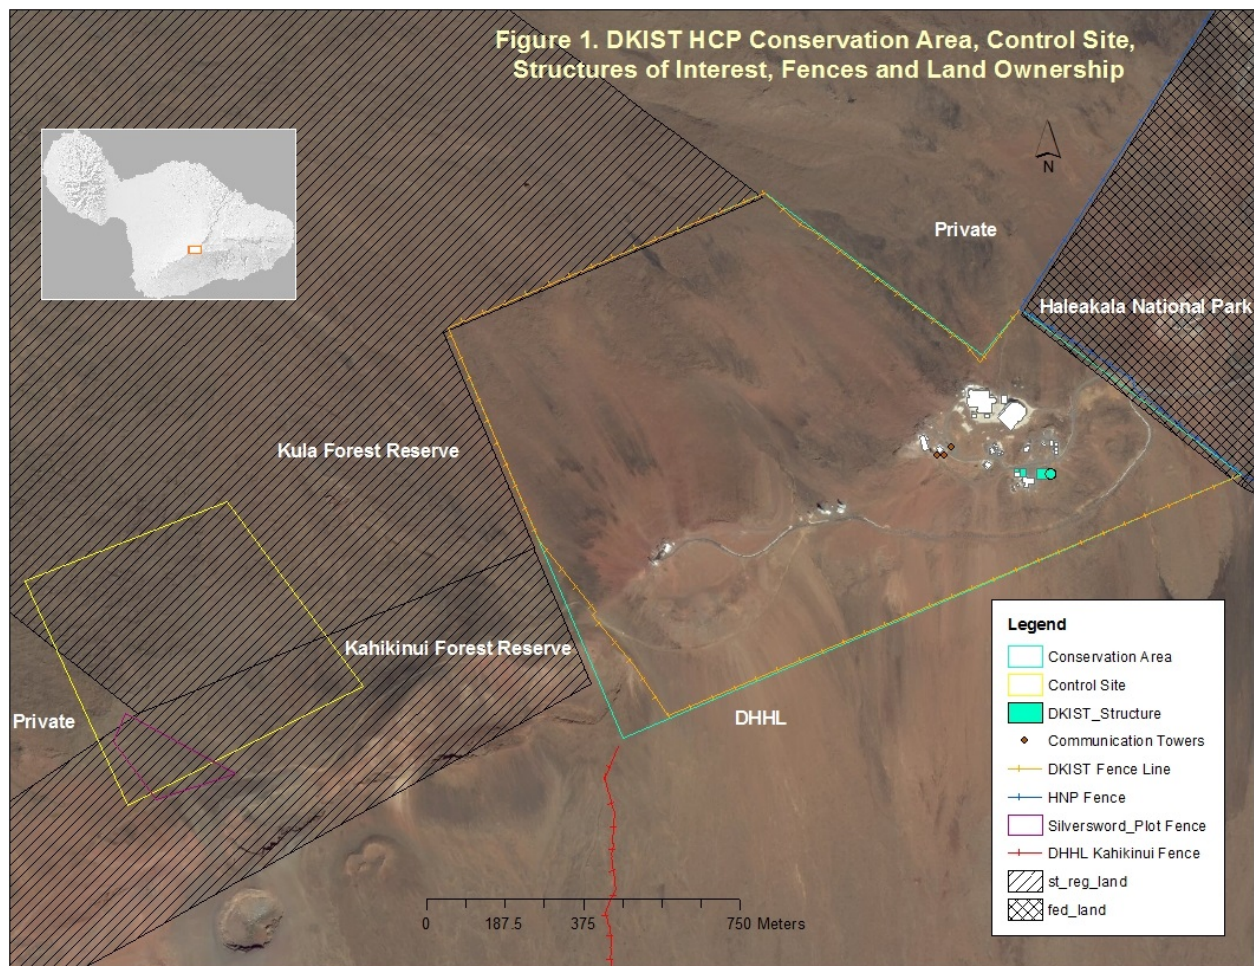 Figure 1. DKIST HCP Conservation Area, Control Site,
Structures of Interest, Fences and Land Ownership
N
Private
Haleakala National Park
Kula Forest Reserve
Kahikinui Forest Reserve
Private
DHHL
Legend
Conservation Area
Control Site
DKIST_Structure
Communication Towers
DKIST Fence Line
HNP Fence
Silversword_Plot Fence
DHHL Kahikinui Fence
st_reg_land
fed_land
0 187.5 375 750 Meters